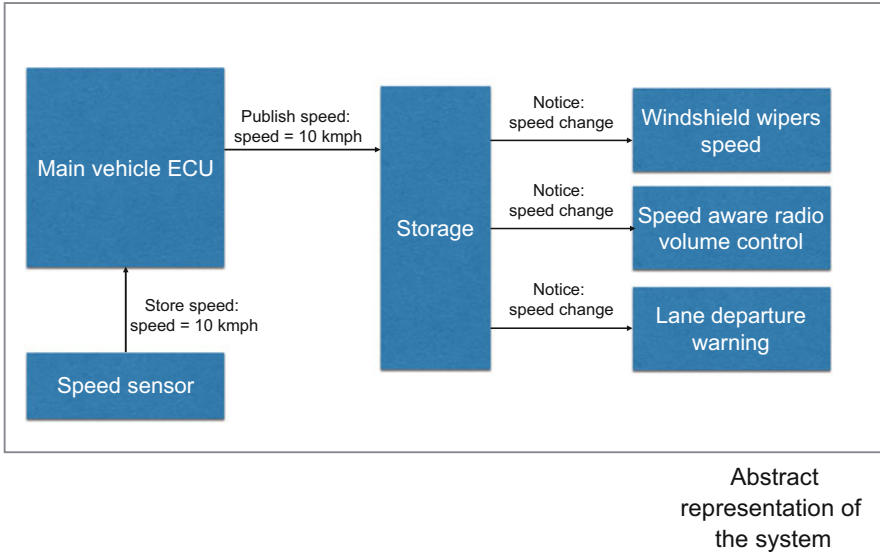 Main vehicle ECU
Publish speed:
speed = 10 kmph
Store speed:
speed = 10 kmph
Speed sensor
Storage
Notice:
speed change
Windshield wipers
speed
Notice:
speed change
Speed aware radio
volume control
Notice:
speed change
Lane departure
warning
Abstract
representation of
the system